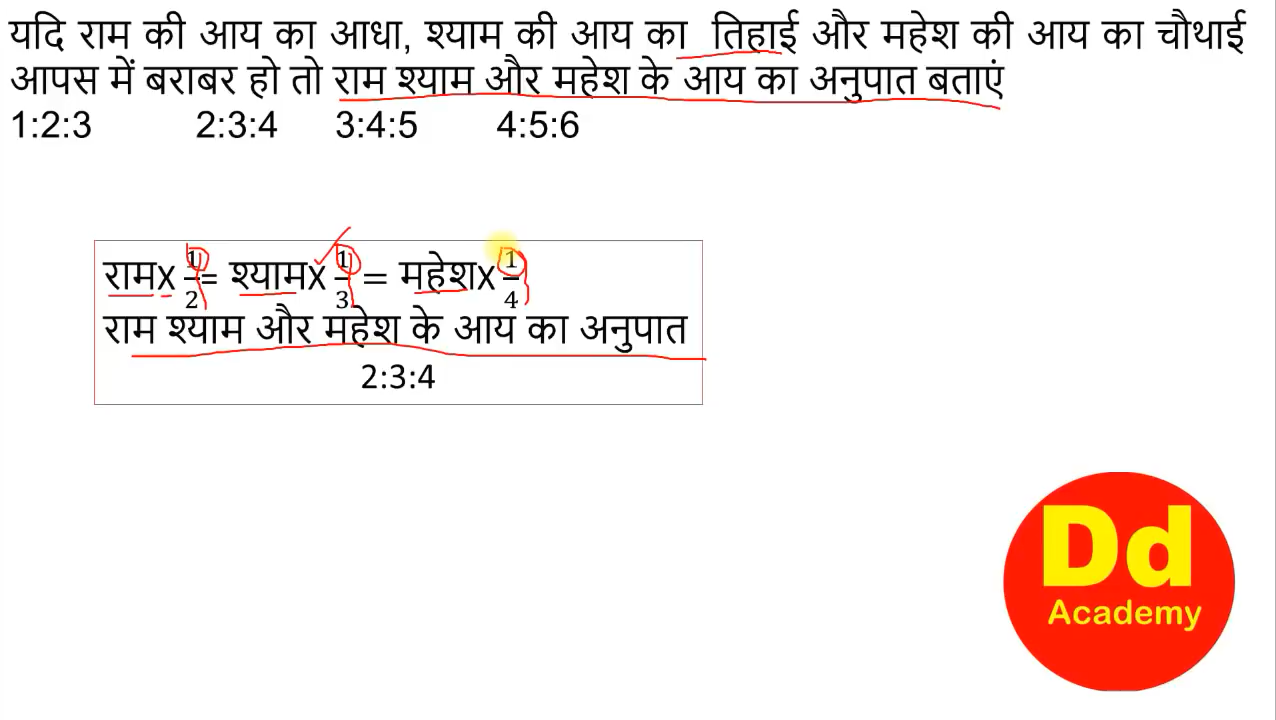 यदि राम की आय का आधा, श्याम की आय का तिहाई और महेश की आय का चौथाई
आपस में बराबर हो तो राम श्याम और महेश के आय का अनुपात बताएं
1:2:3 2:3:4 3:4:5 4:5:6
रामx 1/2 = श्यामx 1/3 = महेशx 1/4
राम श्याम और महेश के आय का अनुपात
2:3:4
Dd
Academy